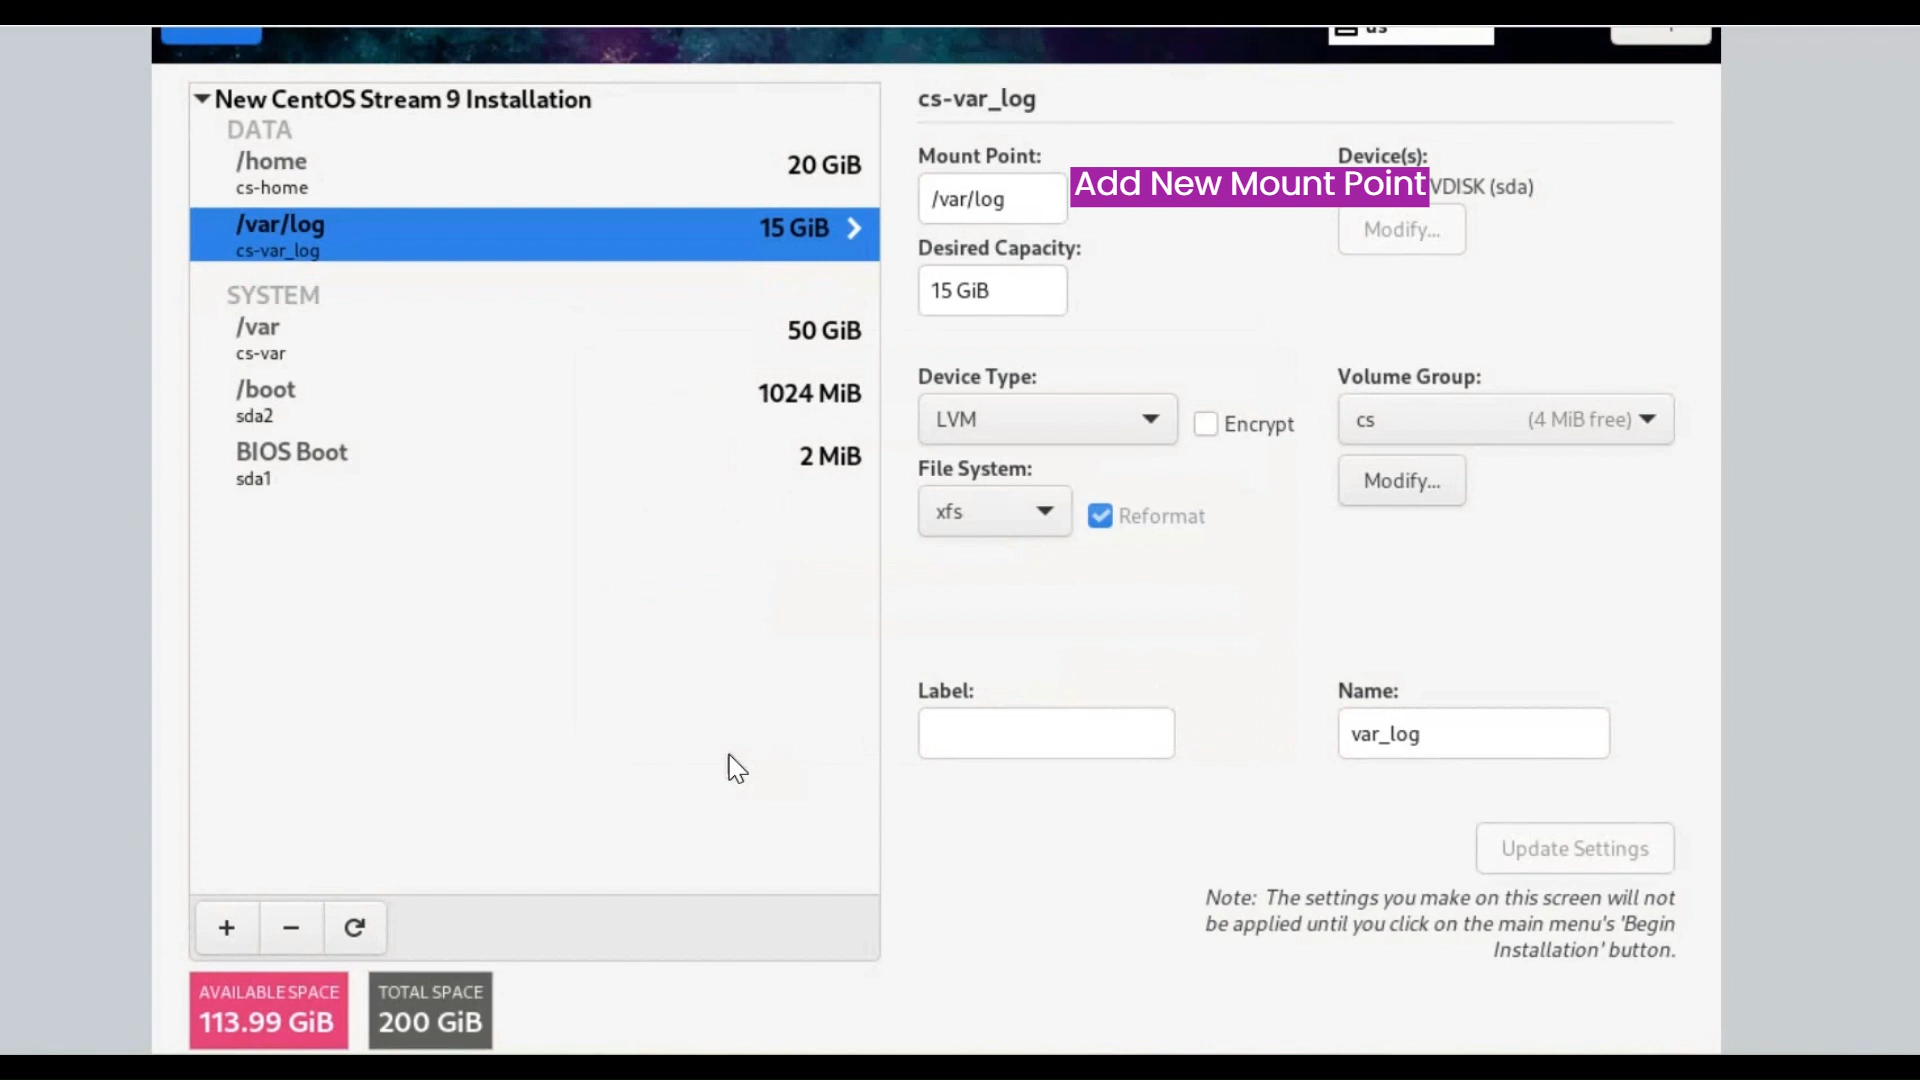 us
New CentOS Stream 9 Installation
DATA
/home
20 GiB
cs-home
/var/log
15 GiB
cs-var_log
SYSTEM
/var
50 GiB
cs-var
/boot
1024 MiB
sda2
BIOS Boot
2 MiB
sda1
+ −
AVAILABLE SPACE
113.99 GiB
TOTAL SPACE
200 GiB
cs-var_log
Mount Point:
/var/log
Add New Mount Point
Device(s):
VDISK (sda)
Modify...
Desired Capacity:
15 GiB
Device Type:
LVM
Encrypt
Volume Group:
cs (4 MiB free)
Modify...
File System:
xfs
Reformat
Label:
Name:
var_log
Update Settings
Note: The settings you make on this screen will not
be applied until you click on the main menu's 'Begin
Installation' button.